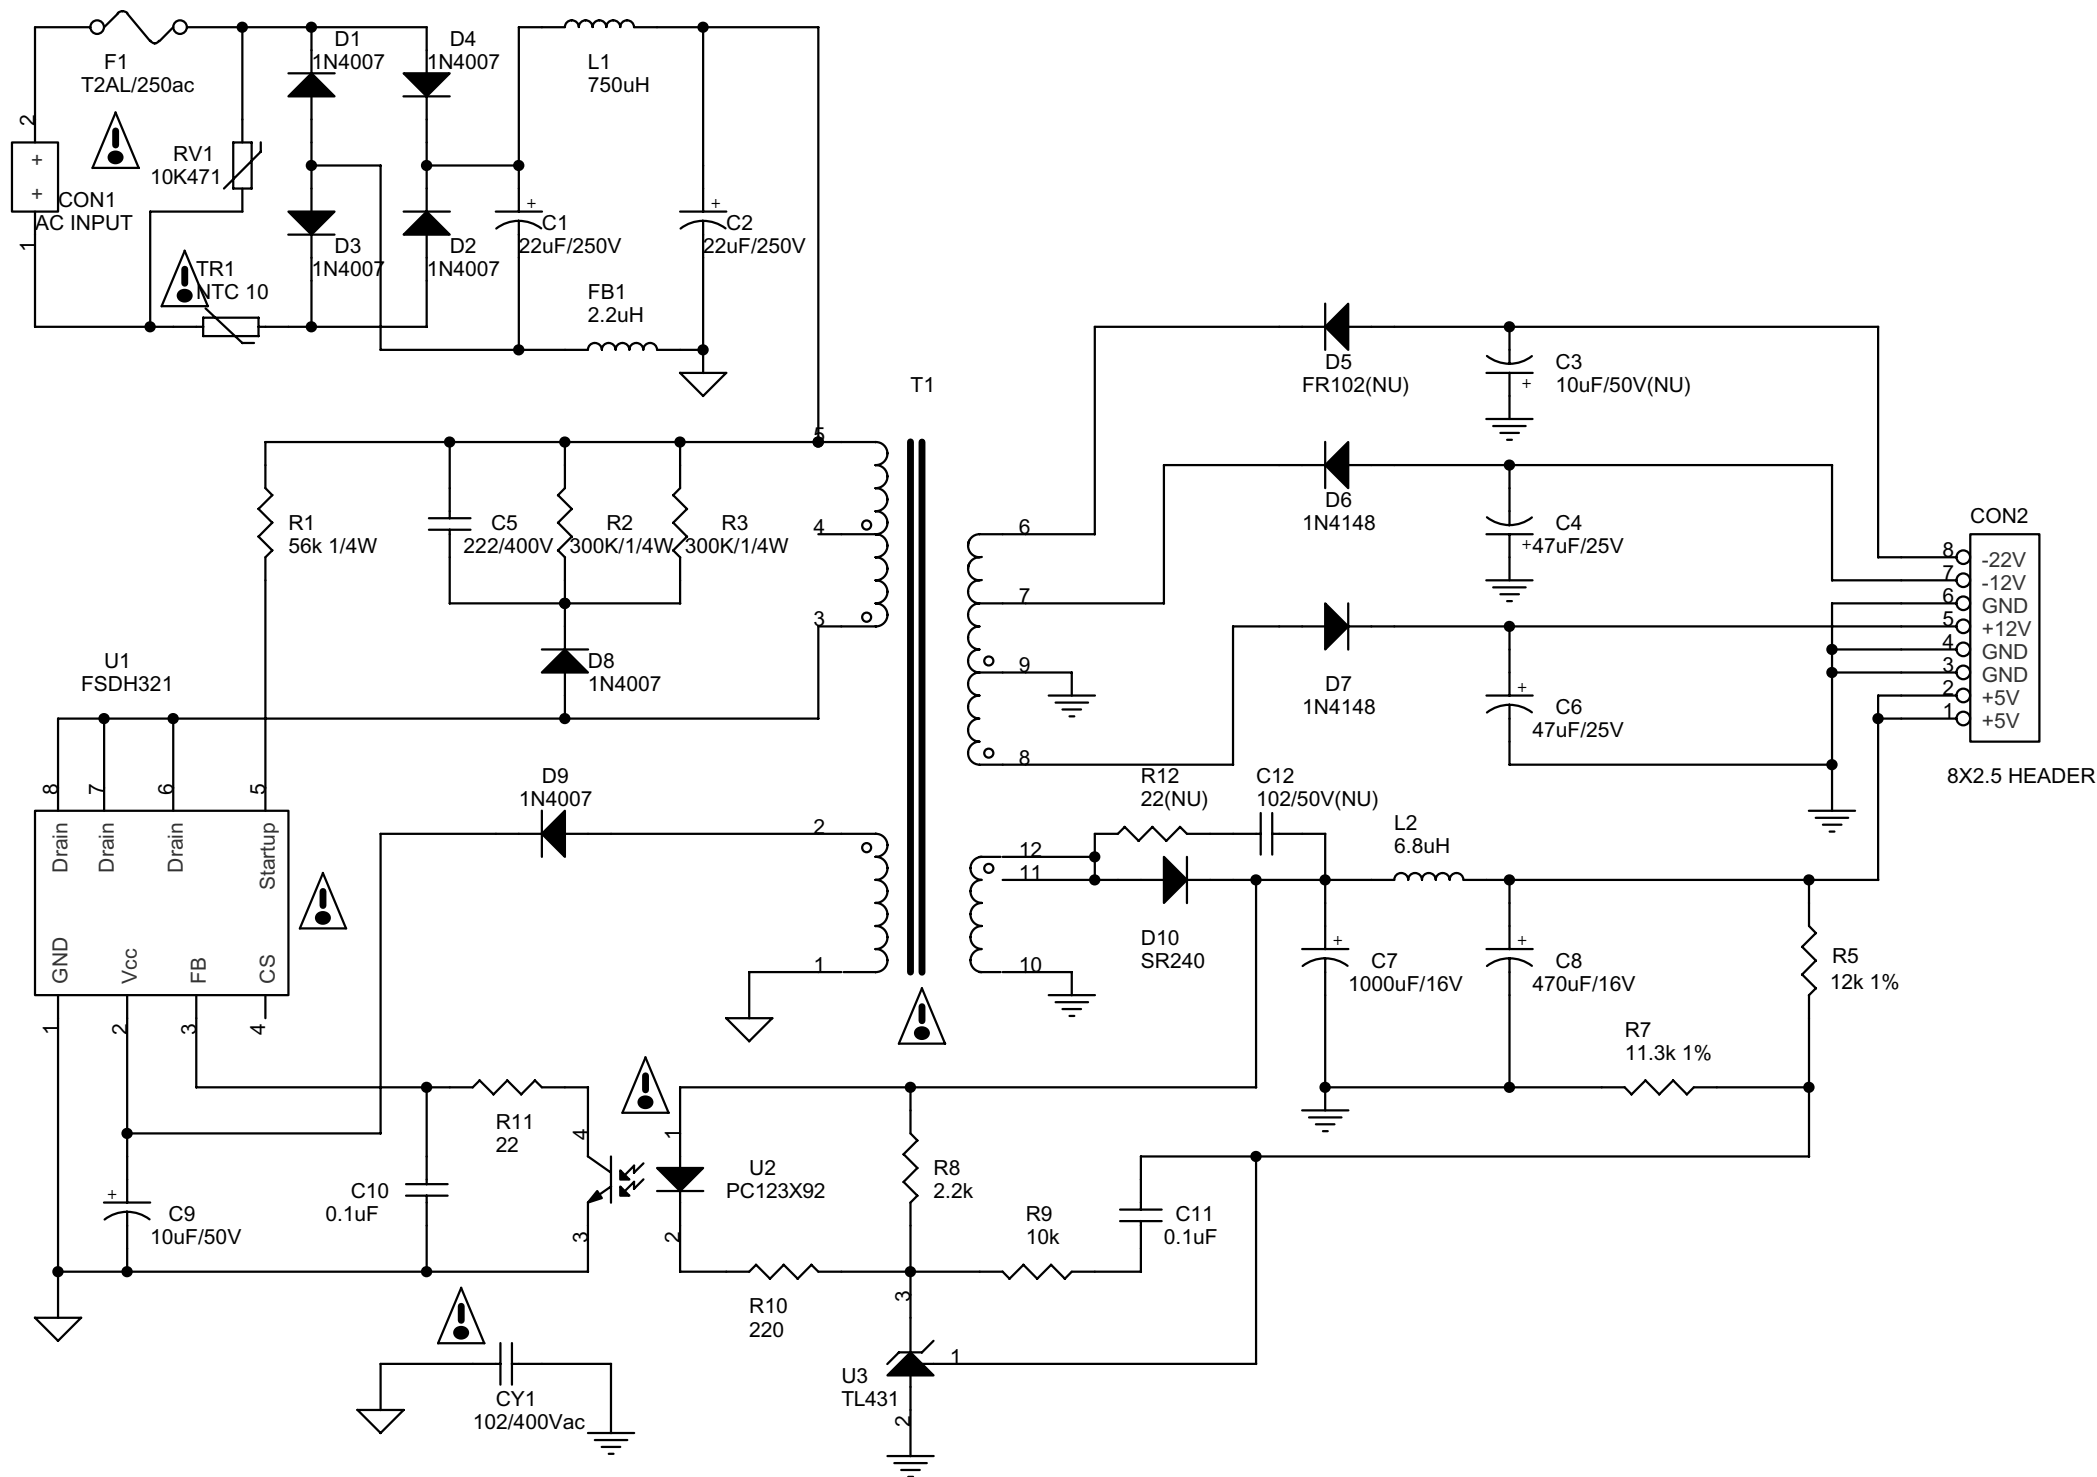 F1
T2AL/250ac
D1
1N4007
D4
1N4007
L1
750uH
2
+
+
CON1
AC INPUT
1
RV1
10K471
TR1
NTC 10
D3
1N4007
D2
1N4007
+
C1
22uF/250V
+
C2
22uF/250V
FB1
2.2uH
T1
D5
FR102(NU)
C3
+
10uF/50V(NU)
D6
1N4148
C4
+
47uF/25V
D7
1N4148
+
C6
47uF/25V
CON2
8
-22V
7
-12V
6
GND
5
+12V
4
GND
3
GND
2
+5V
1
+5V
8X2.5 HEADER
R1
56k 1/4W
C5
222/400V
R2
300K/1/4W
R3
300K/1/4W
5
4
3
6
7
9
8
D8
1N4007
U1
FSDH321
8
7
6
5
Drain
Drain
Drain
Startup
GND
Vcc
FB
CS
1
2
3
4
D9
1N4007
2
1
12
11
10
R12
22(NU)
C12
102/50V(NU)
L2
6.8uH
D10
SR240
+
C7
1000uF/16V
+
C8
470uF/16V
R5
12k 1%
R7
11.3k 1%
R11
22
4
3
1
2
U2
PC123X92
R8
2.2k
C10
0.1uF
+
C9
10uF/50V
R9
10k
C11
0.1uF
R10
220
3
1
2
U3
TL431
CY1
102/400Vac